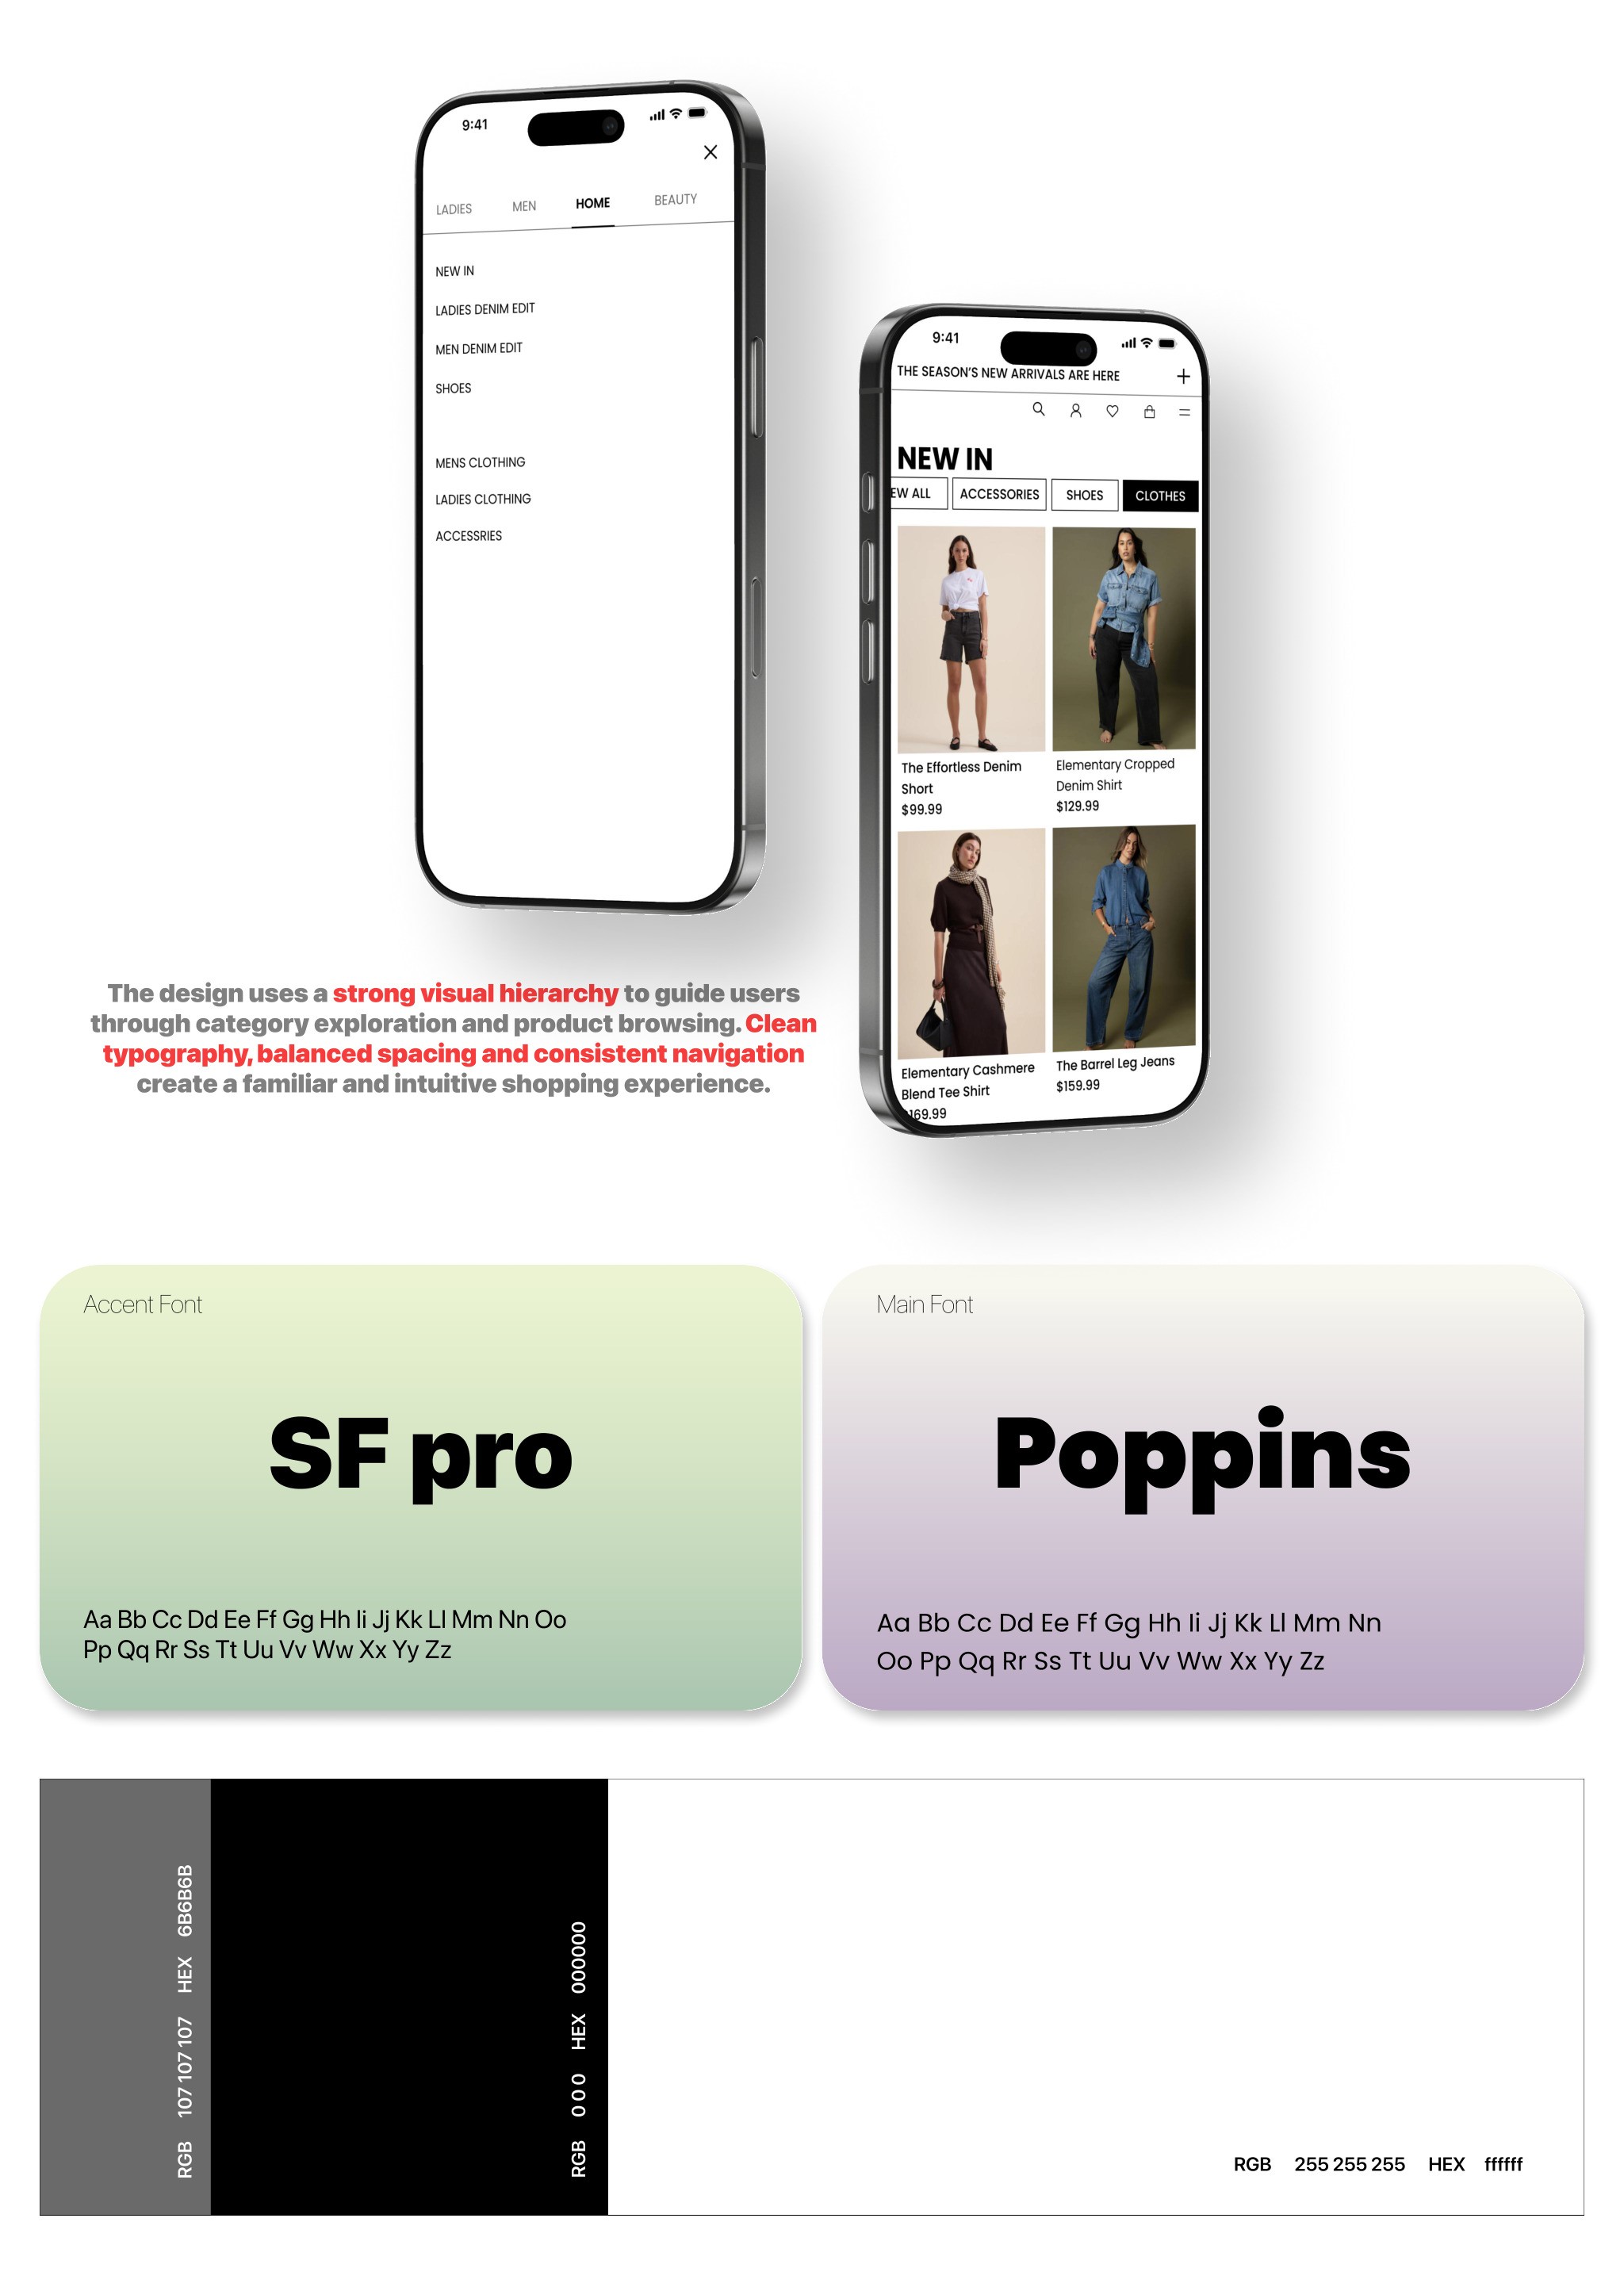 9:41
LADIES MEN HOME BEAUTY
NEW IN
LADIES DENIM EDIT
MEN DENIM EDIT
SHOES
MENS CLOTHING
LADIES CLOTHING
ACCESSRIES
9:41
THE SEASON'S NEW ARRIVALS ARE HERE
NEW IN
EW ALL ACCESSORIES SHOES CLOTHES
The Effortless Denim
Short
$99.99
Elementary Cropped
Denim Shirt
$129.99
Elementary Cashmere
Blend Tee Shirt
$169.99
The Barrel Leg Jeans
$159.99
The design uses a strong visual hierarchy to guide users
through category exploration and product browsing. Clean
typography, balanced spacing and consistent navigation
create a familiar and intuitive shopping experience.
Accent Font
SF pro
Aa Bb Cc Dd Ee Ff Gg Hh Ii Jj Kk Ll Mm Nn Oo
Pp Qq Rr Ss Tt Uu Vv Ww Xx Yy Zz
Main Font
Poppins
Aa Bb Cc Dd Ee Ff Gg Hh Ii Jj Kk Ll Mm Nn
Oo Pp Qq Rr Ss Tt Uu Vv Ww Xx Yy Zz
RGB 107 107 107 HEX 6B6B6B
RGB 0 0 0 HEX 000000
RGB 255 255 255 HEX ffffff